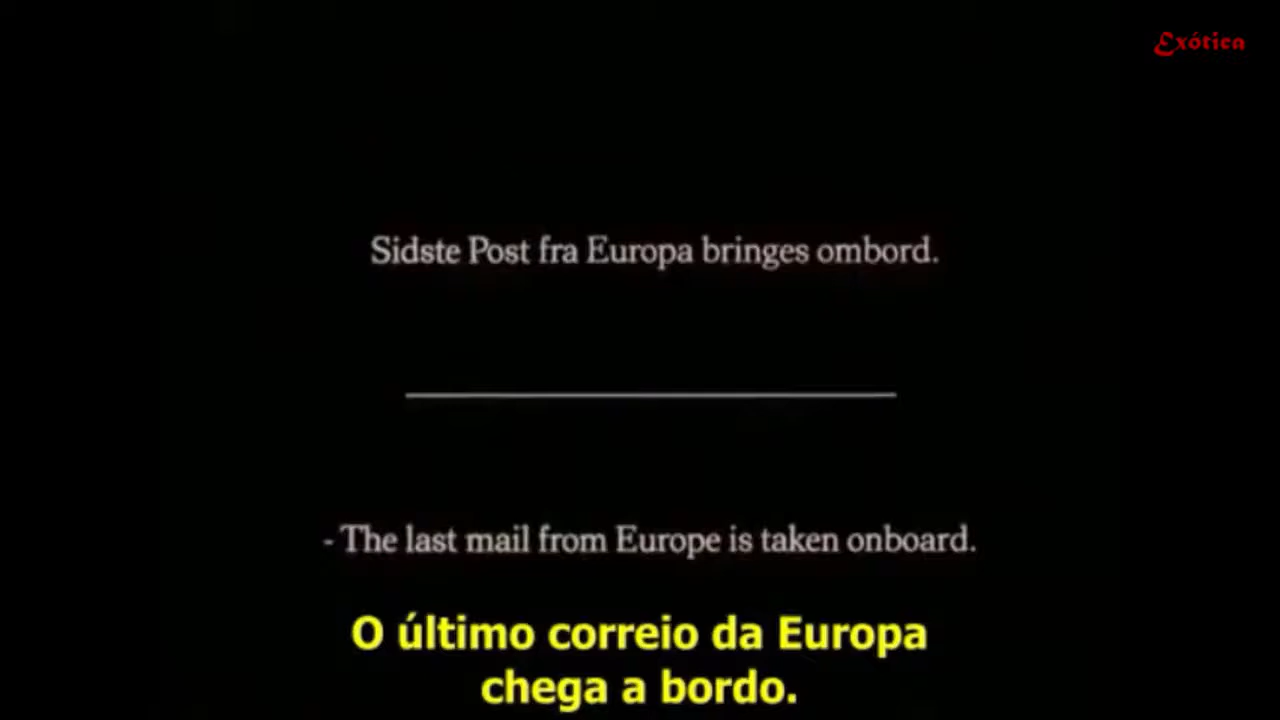 Exótica
Sidste Post fra Europa bringes ombord.
- The last mail from Europe is taken onboard.
O último correio da Europa
chega a bordo.